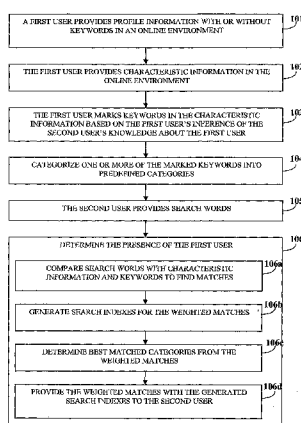 A FIRST USER PROVIDES PROFILE INFORMATION WITH OR WITHOUT
KEYWORDS IN AN ONLINE ENVIRONMENT
101
THE FIRST USER PROVIDES CHARACTERISTIC INFORMATION IN THE
ONLINE ENVIRONMENT
102
THE FIRST USER MARKS KEYWORDS IN THE CHARACTERISTIC
INFORMATION BASED ON THE FIRST USER'S INFERENCE OF THE
SECOND USER'S KNOWLEDGE ABOUT THE FIRST USER
103
CATEGORIZE ONE OR MORE OF THE MARKED KEYWORDS INTO
PREDEFINED CATEGORIES
104
THE SECOND USER PROVIDES SEARCH WORDS
105
DETERMINE THE PRESENCE OF THE FIRST USER
106
COMPARE SEARCH WORDS WITH CHARACTERISTIC
INFORMATION AND KEYWORDS TO FIND MATCHES
106a
GENERATE SEARCH INDEXES FOR THE WEIGHTED MATCHES
106b
DETERMINE BEST MATCHED CATEGORIES FROM THE
WEIGHTED MATCHES
106c
PROVIDE THE WEIGHTED MATCHES WITH THE GENERATED
SEARCH INDEXES TO THE SECOND USER
106d